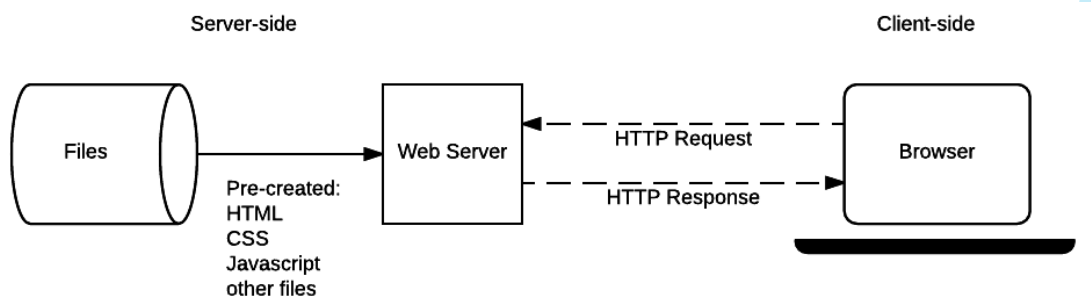 Server-side
Client-side
Files
Web Server
HTTP Request
Browser
HTTP Response
Pre-created:
HTML
CSS
Javascript
other files